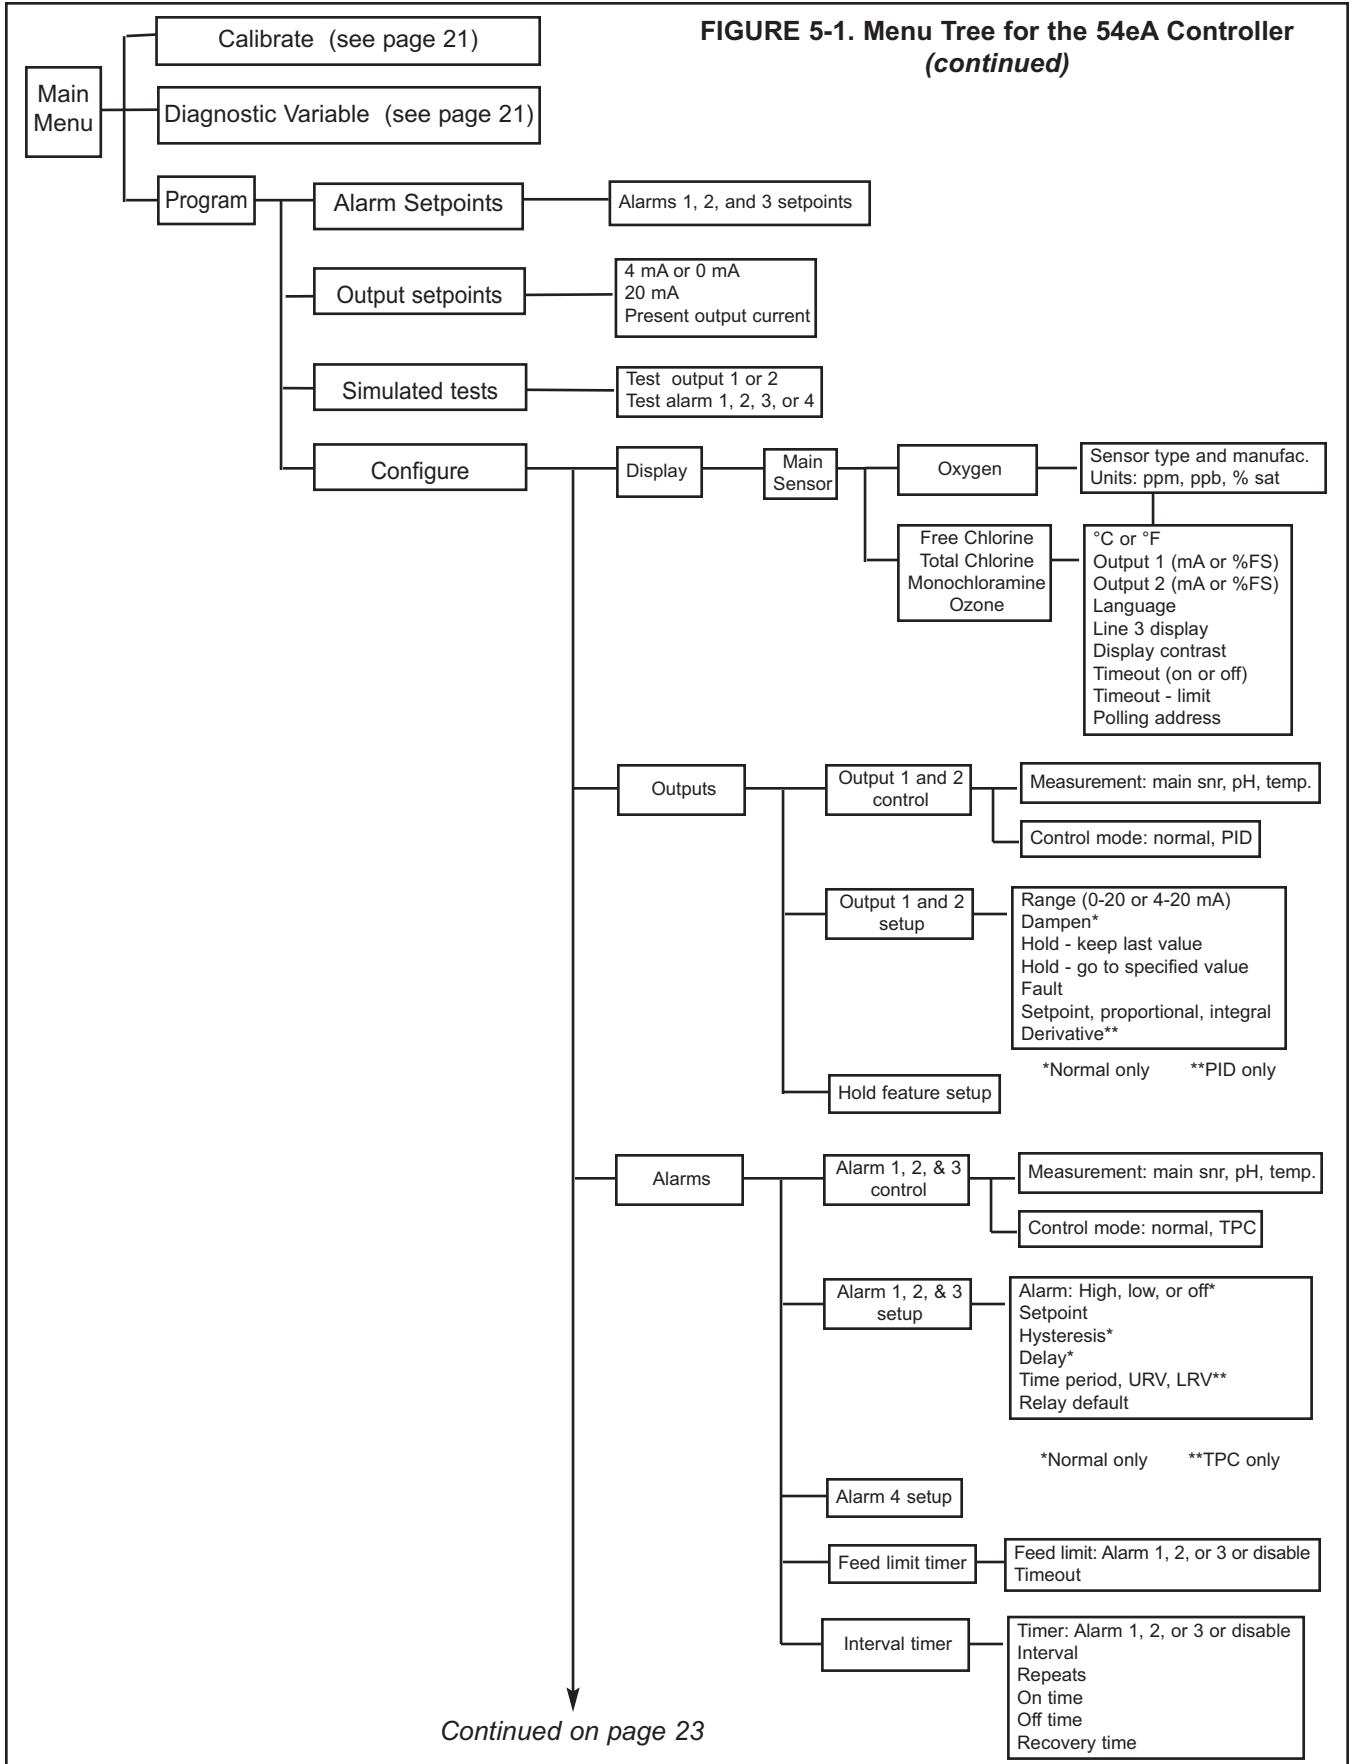 FIGURE 5-1. Menu Tree for the 54eA Controller
(continued)
Calibrate (see page 21)
Main
Menu
Diagnostic Variable (see page 21)
Program
Alarm Setpoints
Alarms 1, 2, and 3 setpoints
Output setpoints
4 mA or 0 mA
20 mA
Present output current
Simulated tests
Test output 1 or 2
Test alarm 1, 2, 3, or 4
Configure
Display
Main
Sensor
Oxygen
Sensor type and manufac.
Units: ppm, ppb, % sat
Free Chlorine
Total Chlorine
Monochloramine
Ozone
°C or °F
Output 1 (mA or %FS)
Output 2 (mA or %FS)
Language
Line 3 display
Display contrast
Timeout (on or off)
Timeout - limit
Polling address
Outputs
Output 1 and 2
control
Measurement: main snr, pH, temp.
Control mode: normal, PID
Output 1 and 2
setup
Range (0-20 or 4-20 mA)
Dampen*
Hold - keep last value
Hold - go to specified value
Fault
Setpoint, proportional, integral
Derivative**
*Normal only **PID only
Hold feature setup
Alarms
Alarm 1, 2, & 3
control
Measurement: main snr, pH, temp.
Control mode: normal, TPC
Alarm 1, 2, & 3
setup
Alarm: High, low, or off*
Setpoint
Hysteresis*
Delay*
Time period, URV, LRV**
Relay default
*Normal only **TPC only
Alarm 4 setup
Feed limit timer
Feed limit: Alarm 1, 2, or 3 or disable
Timeout
Interval timer
Timer: Alarm 1, 2, or 3 or disable
Interval
Repeats
On time
Off time
Recovery time
Continued on page 23